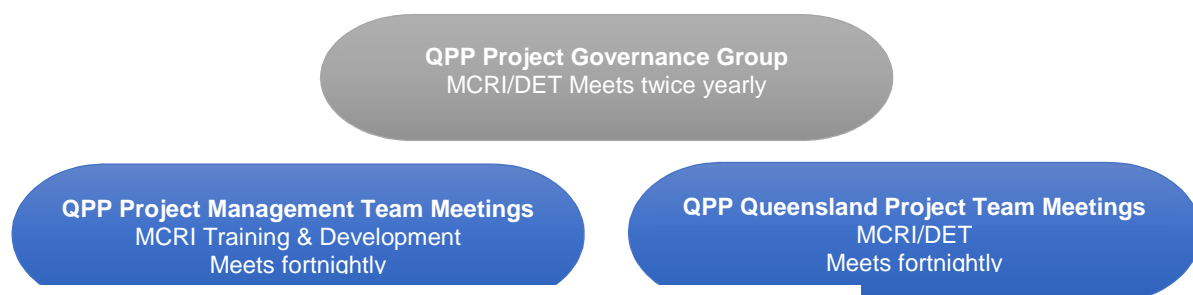 QPP Project Governance Group
MCRI/DET Meets twice yearly
QPP Project Management Team Meetings
MCRI Training & Development
Meets fortnightly
QPP Queensland Project Team Meetings
MCRI/DET
Meets fortnightly